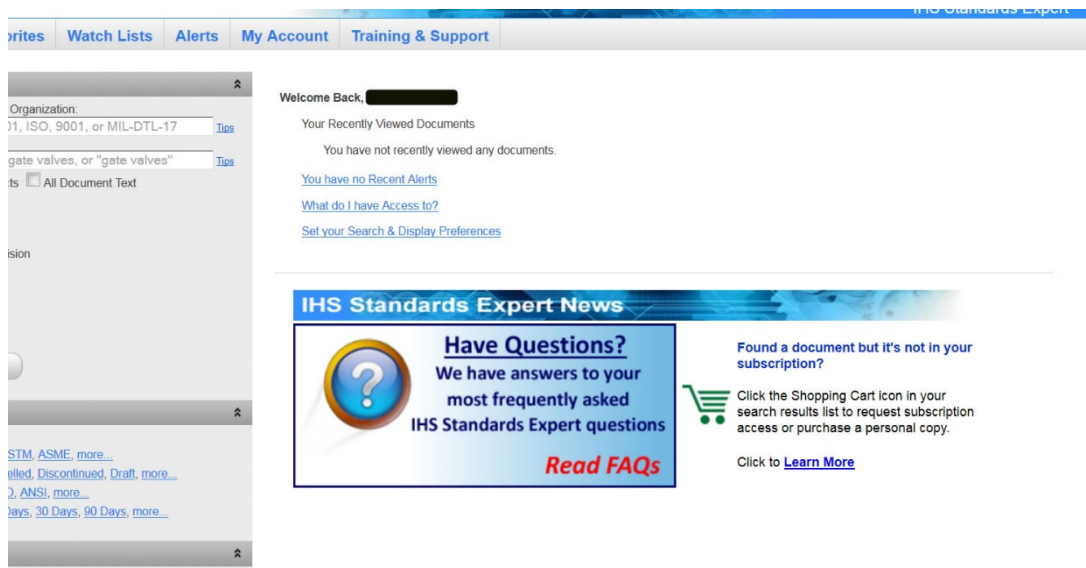 IHS Standards Expert
orites Watch Lists Alerts My Account Training & Support
Organization:
01, ISO, 9001, or MIL-DTL-17 Tips
gate valves, or "gate valves" Tips
ts All Document Text
ision
STM, ASME, more...
elled, Discontinued, Draft, more...
O, ANSI, more...
Days, 30 Days, 90 Days, more...
Welcome Back,
Your Recently Viewed Documents
You have not recently viewed any documents.
You have no Recent Alerts
What do I have Access to?
Set your Search & Display Preferences
IHS Standards Expert News
Have Questions?
We have answers to your
most frequently asked
IHS Standards Expert questions
Read FAQs
Found a document but it's not in your
subscription?
Click the Shopping Cart icon in your
search results list to request subscription
access or purchase a personal copy.
Click to Learn More